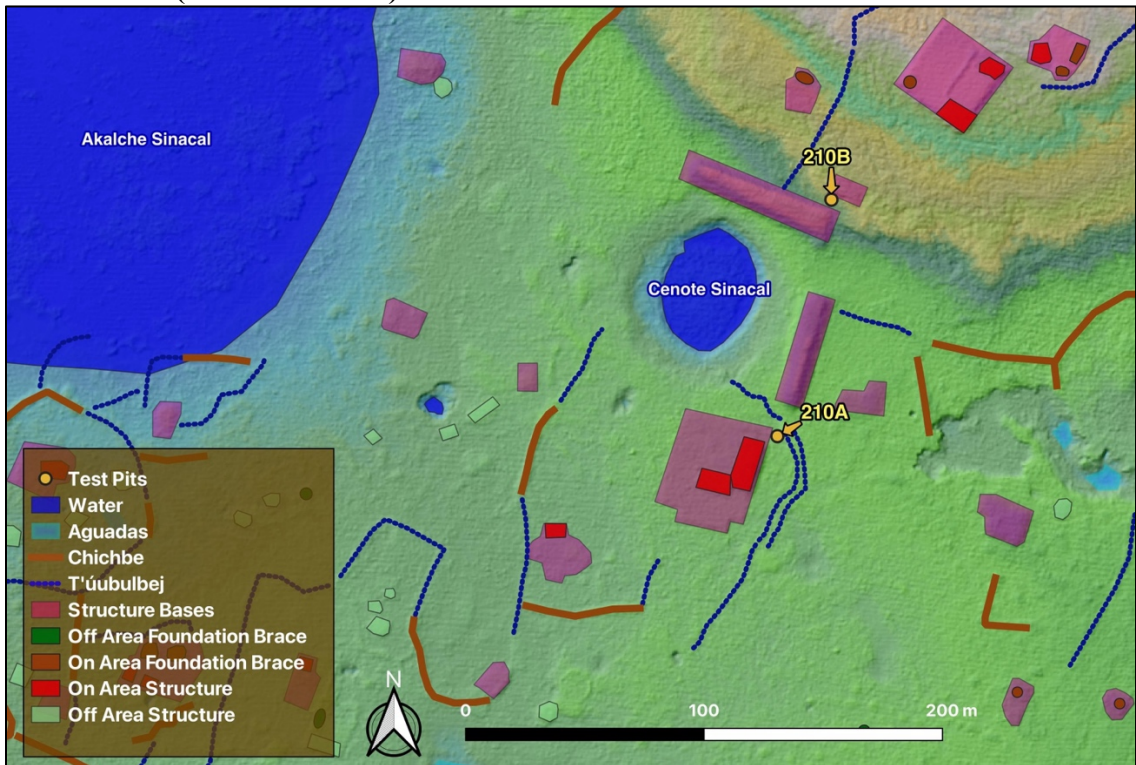 Akalche Sinacal
210B
Cenote Sinacal
210A
Test Pits
Water
Aguadas
Chichbe
T'úubulbej
Structure Bases
Off Area Foundation Brace
On Area Foundation Brace
On Area Structure
Off Area Structure
N
0 100 200 m